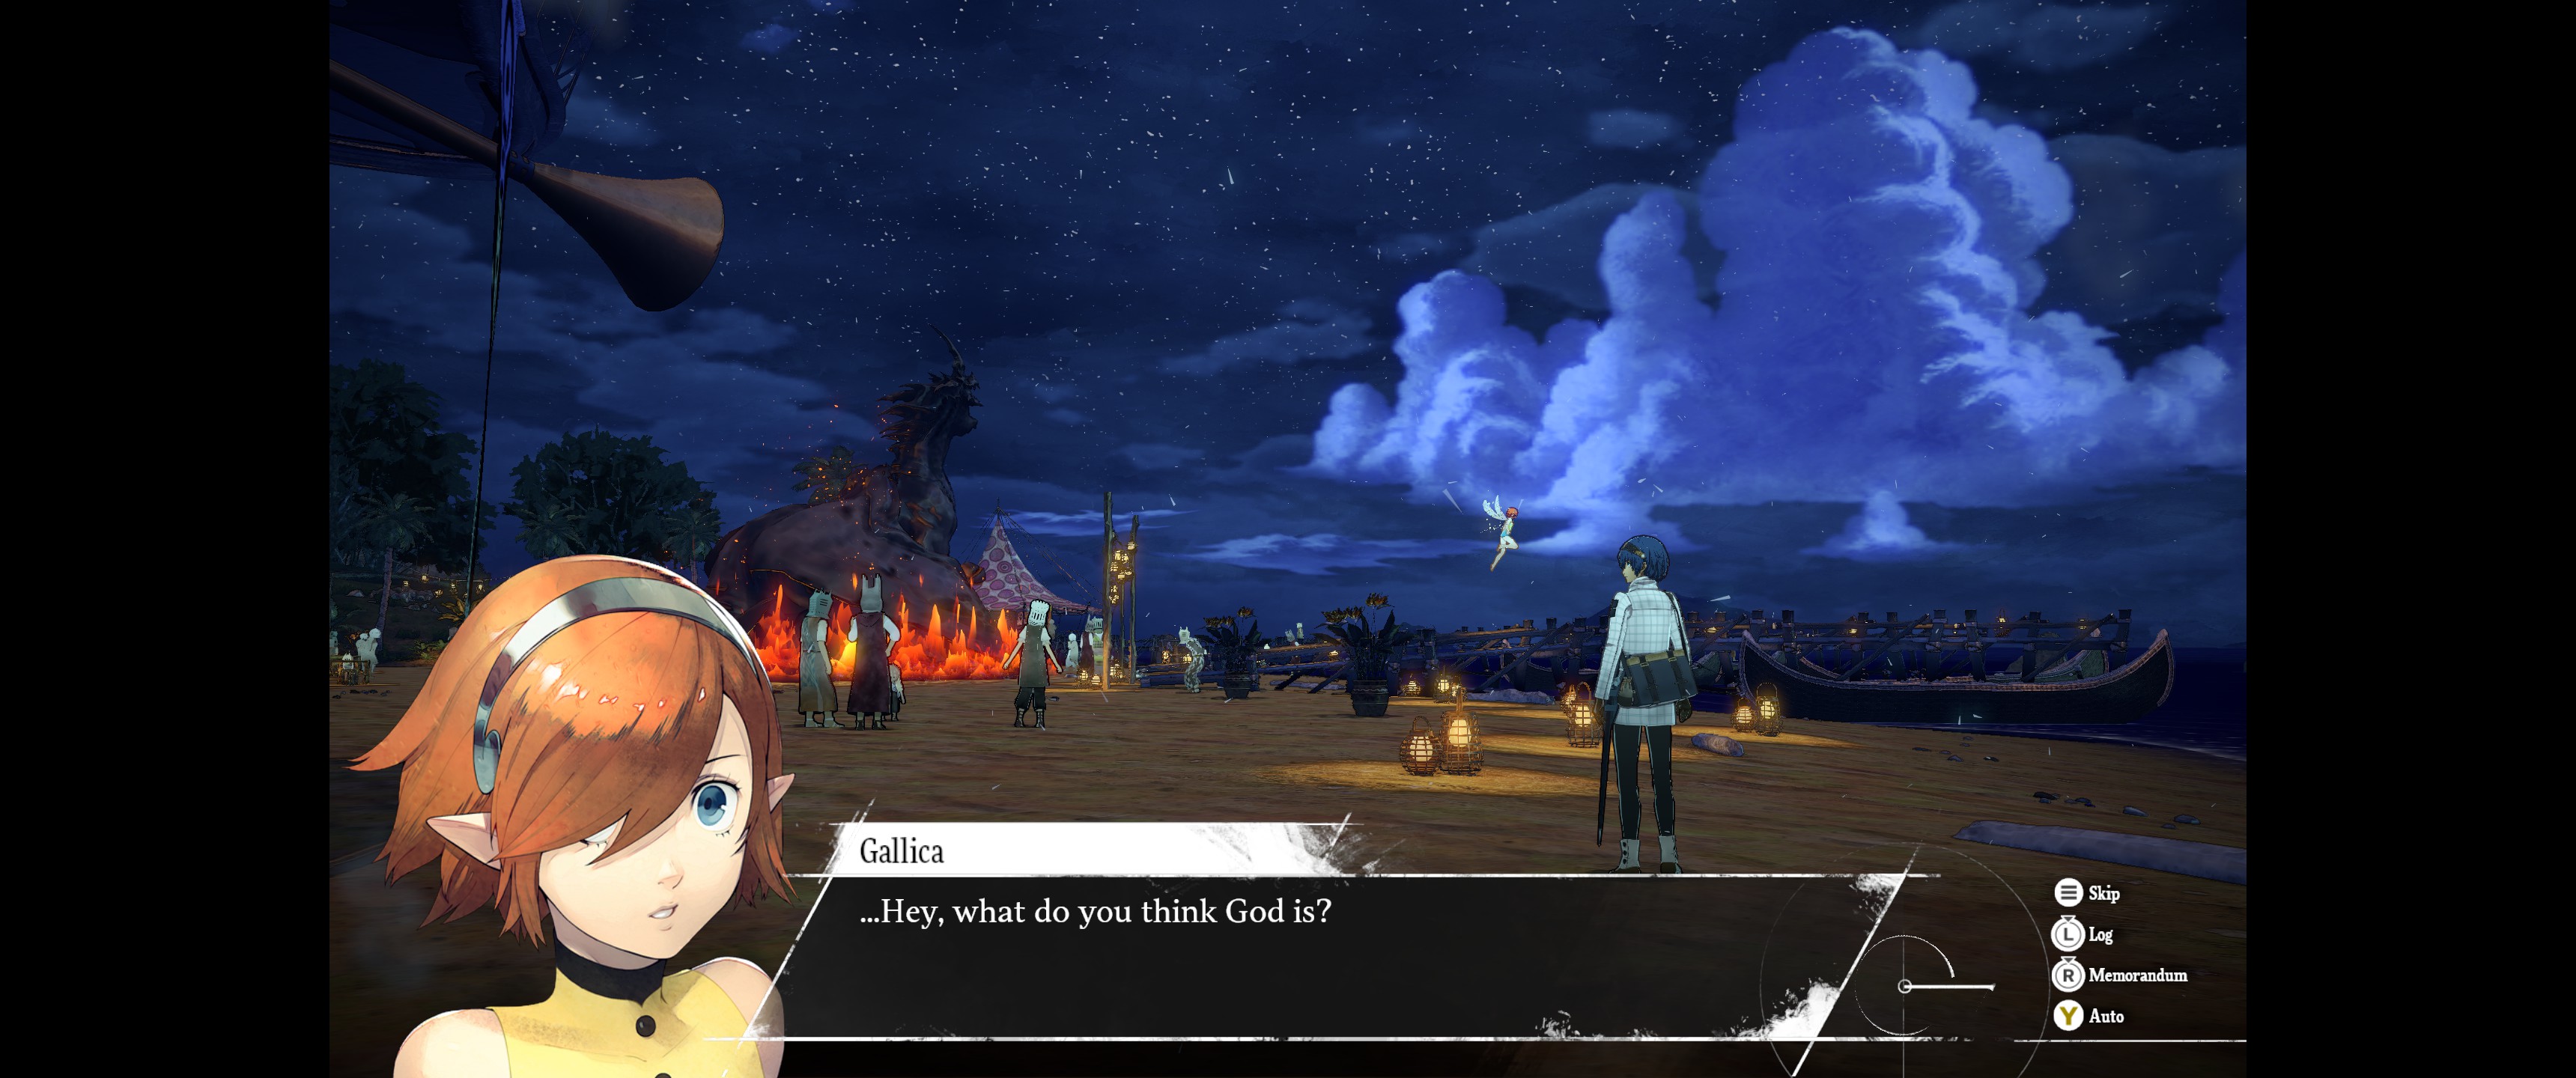 Gallica
...Hey, what do you think God is?
Skip
L Log
R Memorandum
Y Auto